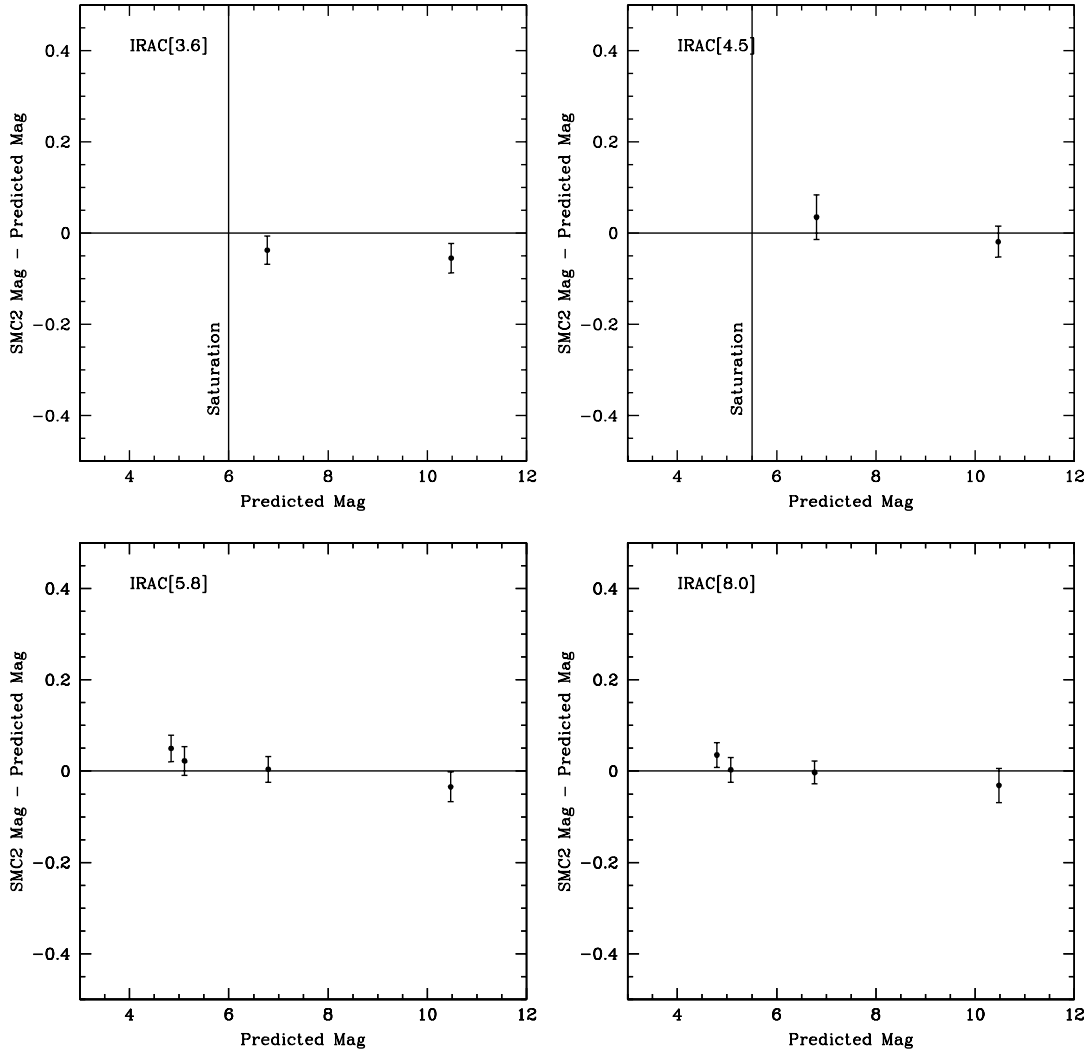 IRAC[3.6]
0.4
0.2
0
−0.2
−0.4
SMC2 Mag − Predicted Mag
Saturation
4 6 8 10 12
Predicted Mag
IRAC[4.5]
0.4
0.2
0
−0.2
−0.4
SMC2 Mag − Predicted Mag
Saturation
4 6 8 10 12
Predicted Mag
IRAC[5.8]
0.4
0.2
0
−0.2
−0.4
SMC2 Mag − Predicted Mag
4 6 8 10 12
Predicted Mag
IRAC[8.0]
0.4
0.2
0
−0.2
−0.4
SMC2 Mag − Predicted Mag
4 6 8 10 12
Predicted Mag